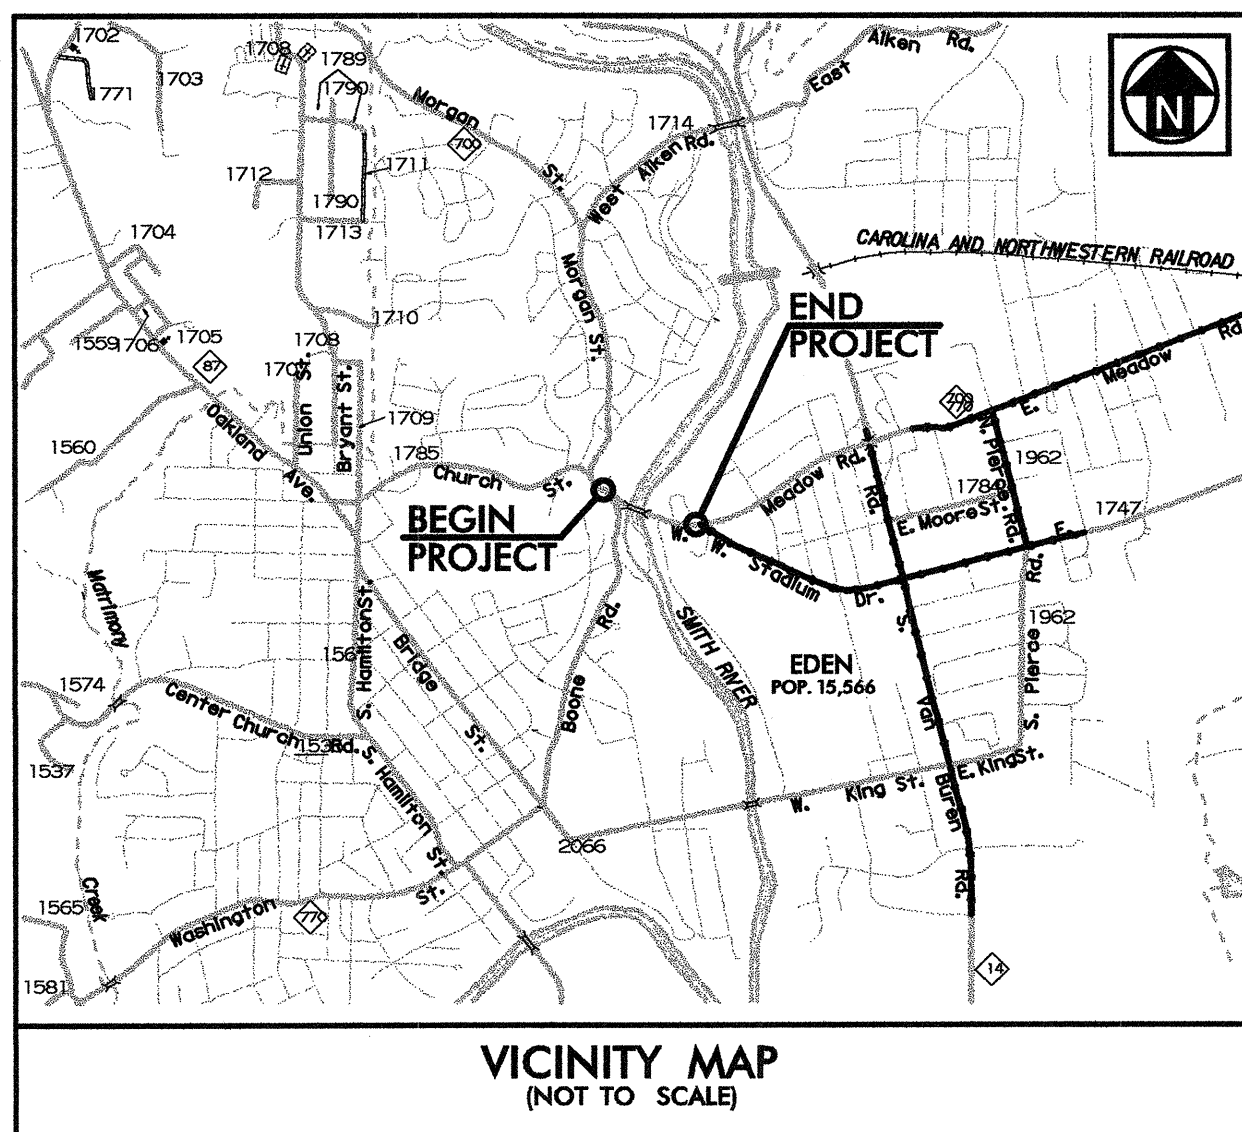 1702
1708
1789
Aiken Rd.
1703
1771
1790
East
N
Morgan
700
St.
1714
West Aiken Rd.
1711
1712
1790
1713
1704
CAROLINA AND NORTHWESTERN RAILROAD
Morgan St.
END
PROJECT
1710
1705
1559
1706
1708
87
Union St.
Bryant St.
1709
E. Meadow Rd
770
Oakland Ave.
1560
1785
Church St.
N. Pierce Rd.
1962
1784
E. Moore St.
1747
Meadow Rd.
W.
BEGIN
PROJECT
W. Stadium Dr.
E.
Rd.
Matrimony
Creek
S. Hamilton St.
Bridge St.
Boone Rd.
SMITH RIVER
EDEN
POP. 15,566
S. Van Buren Rd.
1962
S. Pierce Rd.
1574
Center Church Rd.
1537
S. Hamilton St.
E. King St.
W. King St.
2066
1565
Washington St.
770
1581
14
VICINITY MAP
(NOT TO SCALE)